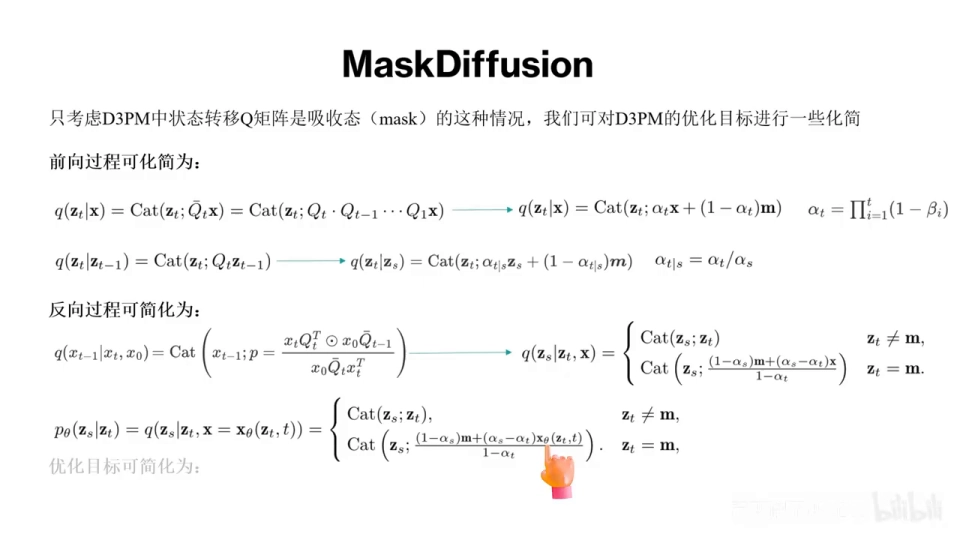 MaskDiffusion
只考虑D3PM中状态转移Q矩阵是吸收态（mask）的这种情况，我们可对D3PM的优化目标进行一些化简
前向过程可化简为：
q(z_t|x) = Cat(z_t; Q̄_t x) = Cat(z_t; Q_t · Q_{t−1} ⋯ Q_1 x) → q(z_t|x) = Cat(z_t; α_t x + (1 − α_t)m) α_t = ∏_{i=1}^{t}(1 − β_i)
q(z_t|z_{t−1}) = Cat(z_t; Q_t z_{t−1}) → q(z_t|z_s) = Cat(z_t; α_{t|s} z_s + (1 − α_{t|s})m) α_{t|s} = α_t/α_s
反向过程可简化为：
q(x_{t−1}|x_t, x_0) = Cat(x_{t−1}; p = (x_t Q_t^T ⊙ x_0 Q̄_{t−1}) / (x_0 Q̄_t x_t^T)) → q(z_s|z_t, x) = { Cat(z_s; z_t) z_t ≠ m,
Cat(z_s; ((1−α_s)m+(α_s−α_t)x) / (1−α_t)) z_t = m.
p_θ(z_s|z_t) = q(z_s|z_t, x = x_θ(z_t, t)) = { Cat(z_s; z_t), z_t ≠ m,
Cat(z_s; ((1−α_s)m+(α_s−α_t)x_θ(z_t,t)) / (1−α_t)). z_t = m,
优化目标可简化为：
bilibili